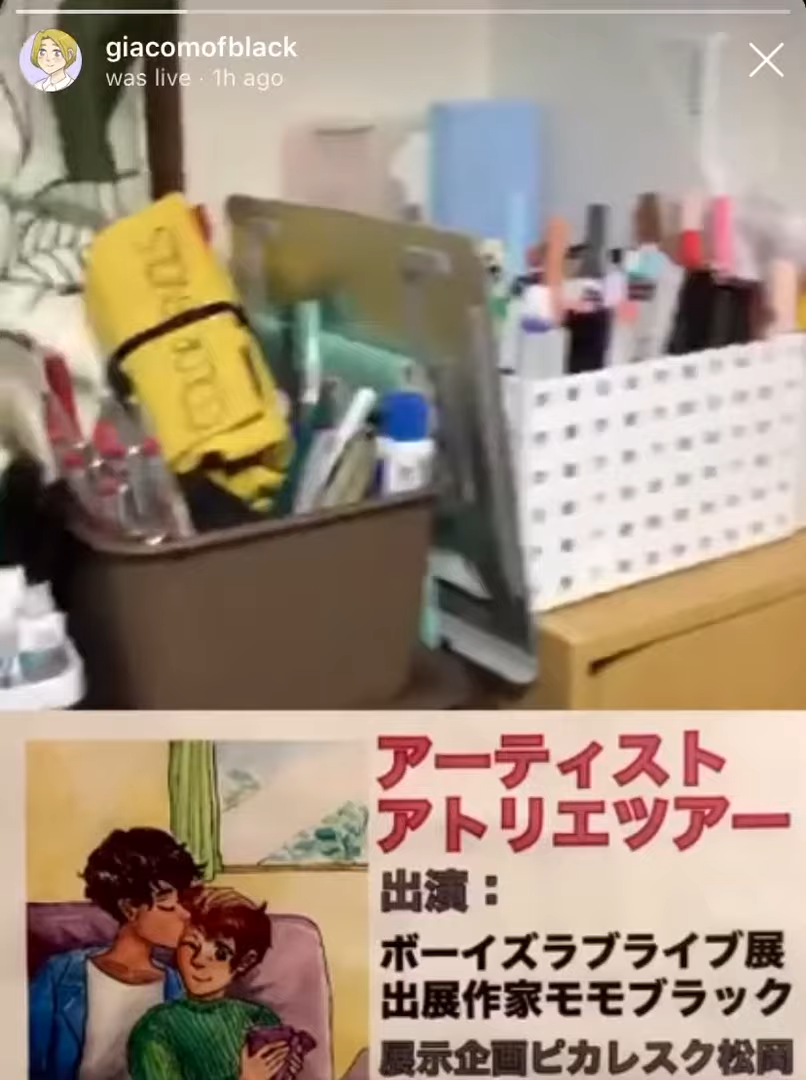 giacomofblack
was live · 1h ago
アーティスト
アトリエツアー
出演：
ボーイズラブライブ展
出展作家モモブラック
展示企画ピカレスク松岡